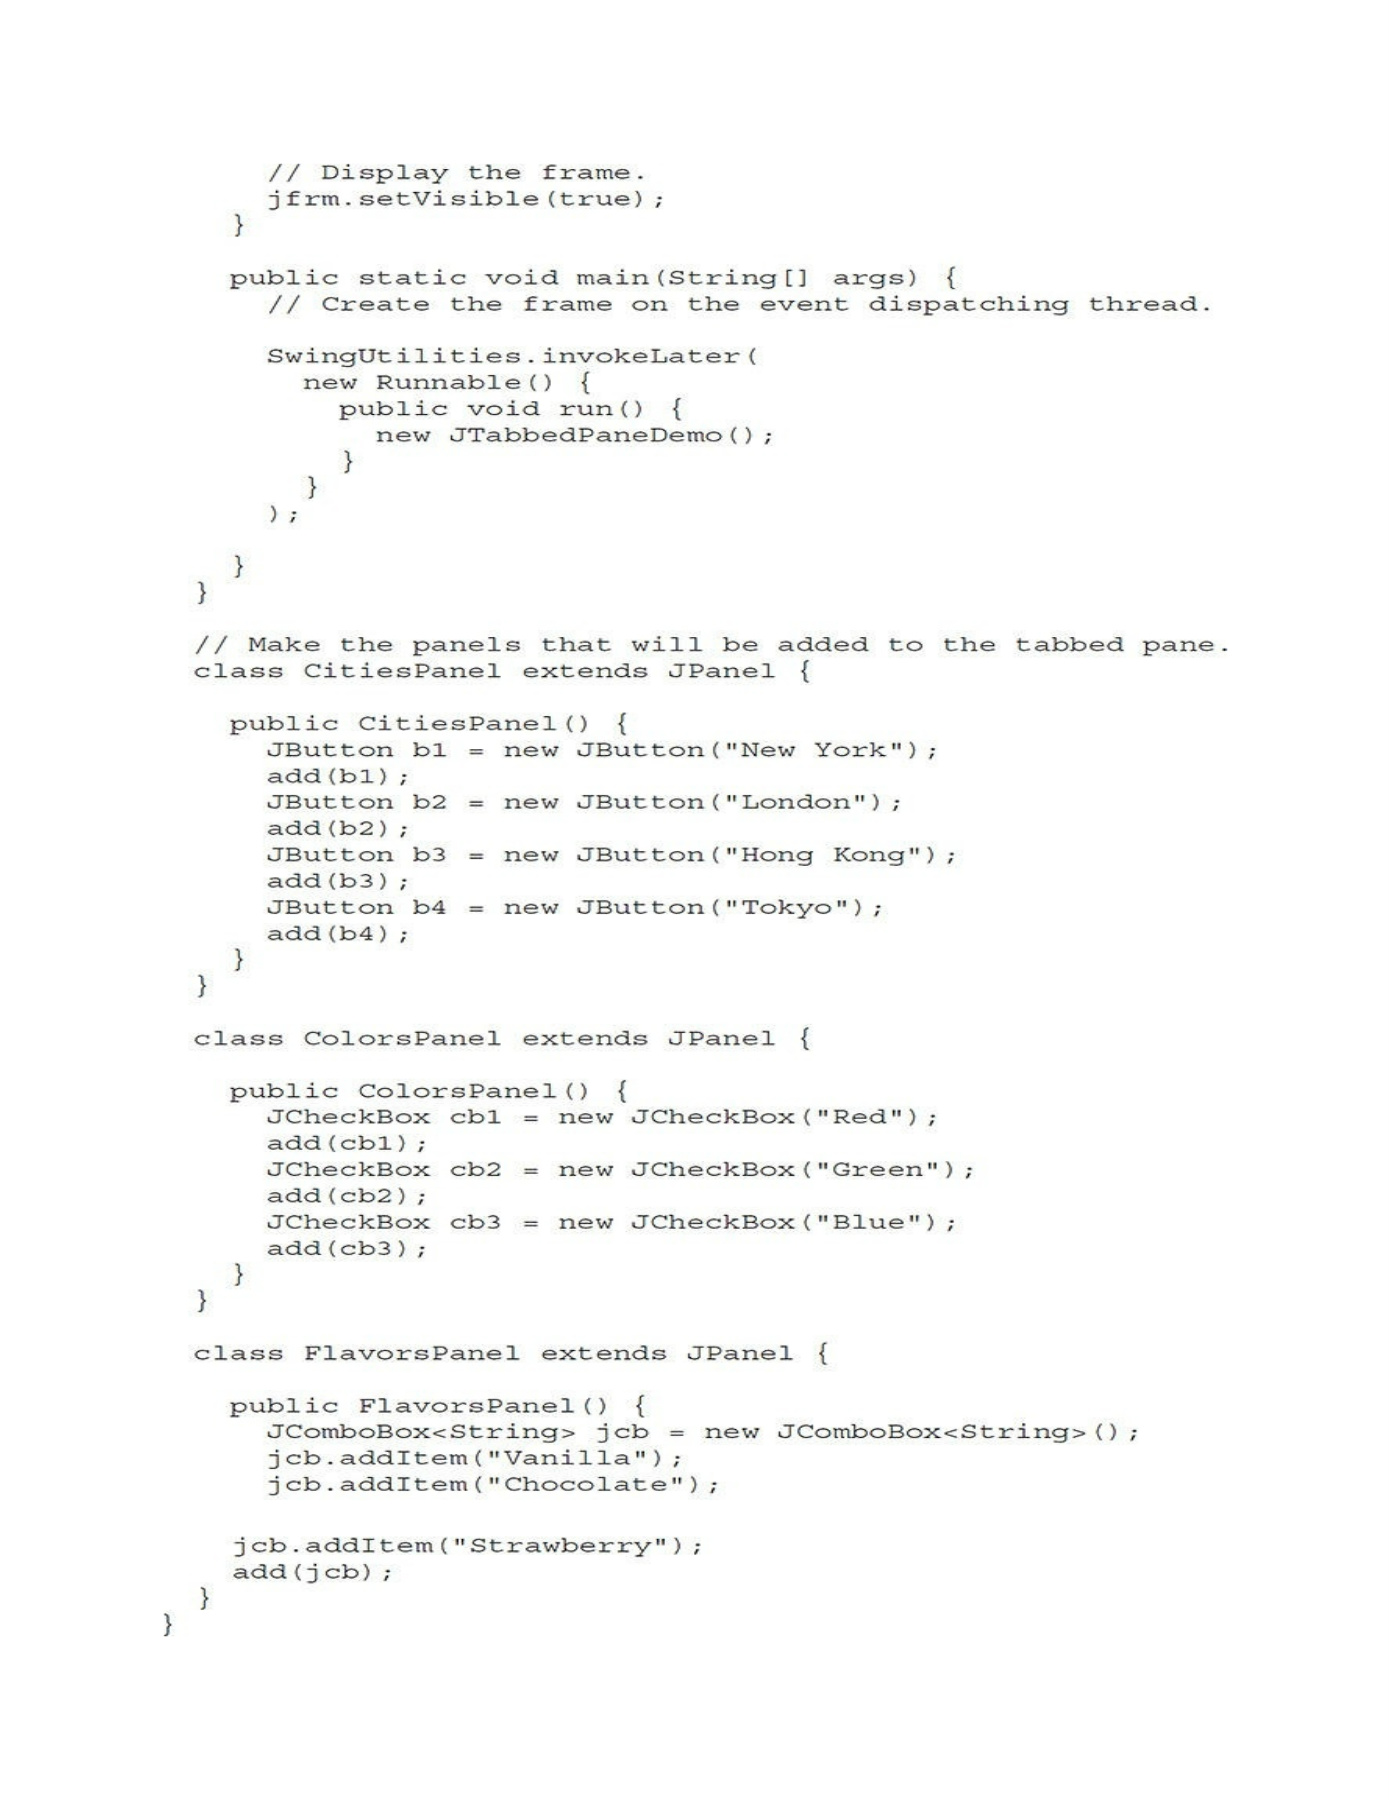 // Display the frame.
jfrm.setVisible(true);
}
public static void main(String[] args) {
// Create the frame on the event dispatching thread.
SwingUtilities.invokeLater(
new Runnable() {
public void run() {
new JTabbedPaneDemo();
}
}
);
}
}
// Make the panels that will be added to the tabbed pane.
class CitiesPanel extends JPanel {
public CitiesPanel() {
JButton b1 = new JButton("New York");
add(b1);
JButton b2 = new JButton("London");
add(b2);
JButton b3 = new JButton("Hong Kong");
add(b3);
JButton b4 = new JButton("Tokyo");
add(b4);
}
}
class ColorsPanel extends JPanel {
public ColorsPanel() {
JCheckBox cb1 = new JCheckBox("Red");
add(cb1);
JCheckBox cb2 = new JCheckBox("Green");
add(cb2);
JCheckBox cb3 = new JCheckBox("Blue");
add(cb3);
}
}
class FlavorsPanel extends JPanel {
public FlavorsPanel() {
JComboBox<String> jcb = new JComboBox<String>();
jcb.addItem("Vanilla");
jcb.addItem("Chocolate");
jcb.addItem("Strawberry");
add(jcb);
}
}